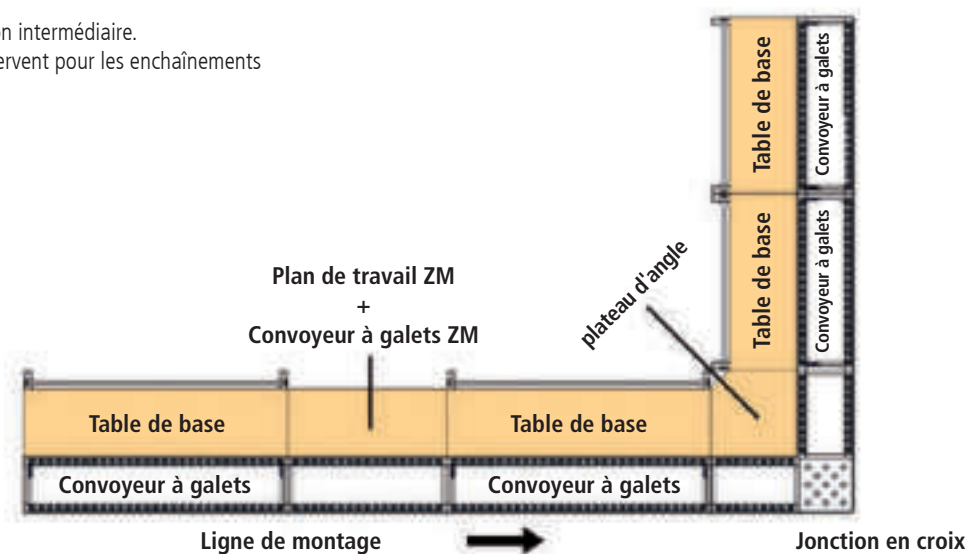 on intermédiaire.
ervent pour les enchaînements
Table de base
Convoyeur à galets
Table de base
Convoyeur à galets
plateau d'angle
Plan de travail ZM
+
Convoyeur à galets ZM
Table de base
Table de base
Convoyeur à galets
Convoyeur à galets
Ligne de montage
Jonction en croix